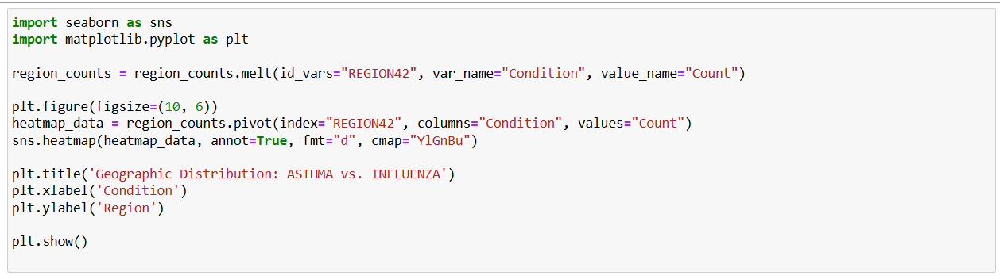 import seaborn as sns
import matplotlib.pyplot as plt
region_counts = region_counts.melt(id_vars="REGION42", var_name="Condition", value_name="Count")
plt.figure(figsize=(10, 6))
heatmap_data = region_counts.pivot(index="REGION42", columns="Condition", values="Count")
sns.heatmap(heatmap_data, annot=True, fmt="d", cmap="YlGnBu")
plt.title('Geographic Distribution: ASTHMA vs. INFLUENZA')
plt.xlabel('Condition')
plt.ylabel('Region')
plt.show()